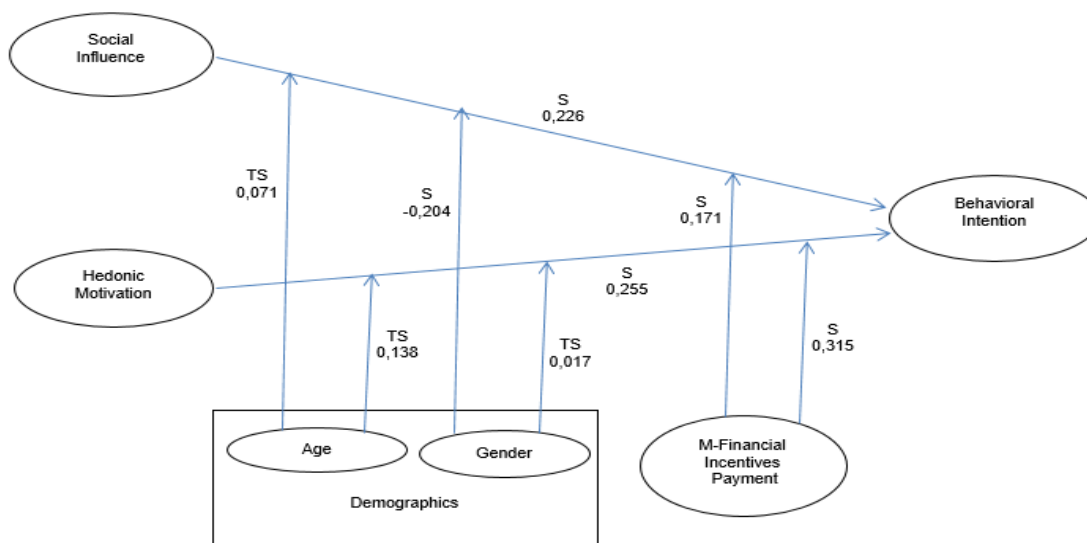 Social
Influence
S
0,226
TS
0,071
S
-0,204
S
0,171
Behavioral
Intention
Hedonic
Motivation
S
0,255
TS
0,138
TS
0,017
S
0,315
Age
Gender
M-Financial
Incentives
Payment
Demographics